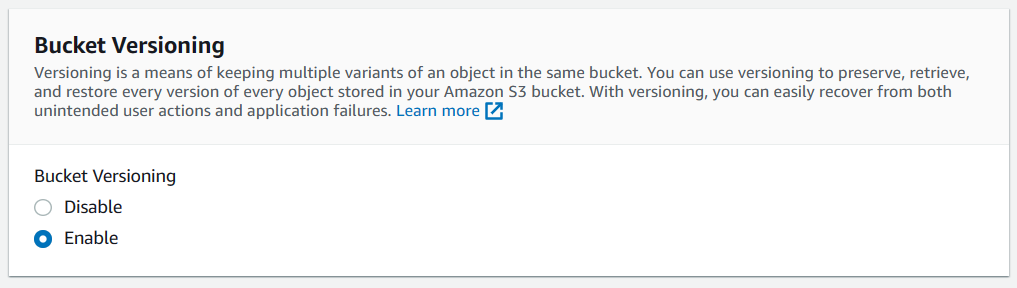 Bucket Versioning
Versioning is a means of keeping multiple variants of an object in the same bucket. You can use versioning to preserve, retrieve,
and restore every version of every object stored in your Amazon S3 bucket. With versioning, you can easily recover from both
unintended user actions and application failures. Learn more
Bucket Versioning
Disable
Enable